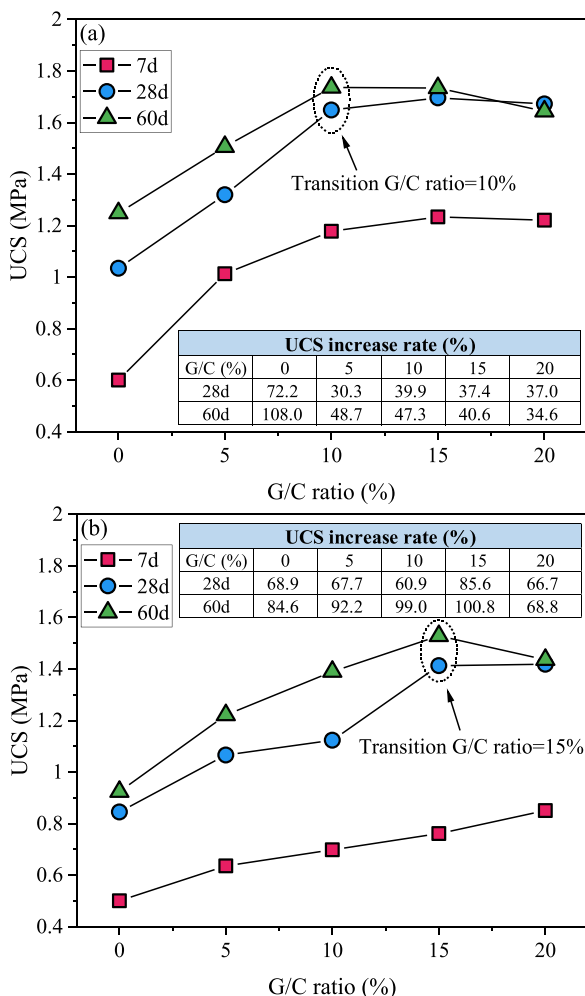 (a)
7d
28d
60d
2
1.8
1.6
1.4
1.2
1
0.8
0.6
0.4
UCS (MPa)
Transition G/C ratio=10%
UCS increase rate (%)
G/C (%) 0 5 10 15 20
28d 72.2 30.3 39.9 37.4 37.0
60d 108.0 48.7 47.3 40.6 34.6
0 5 10 15 20
G/C ratio (%)
(b)
7d
28d
60d
2
1.8
1.6
1.4
1.2
1
0.8
0.6
0.4
UCS (MPa)
UCS increase rate (%)
G/C (%) 0 5 10 15 20
28d 68.9 67.7 60.9 85.6 66.7
60d 84.6 92.2 99.0 100.8 68.8
Transition G/C ratio=15%
0 5 10 15 20
G/C ratio (%)